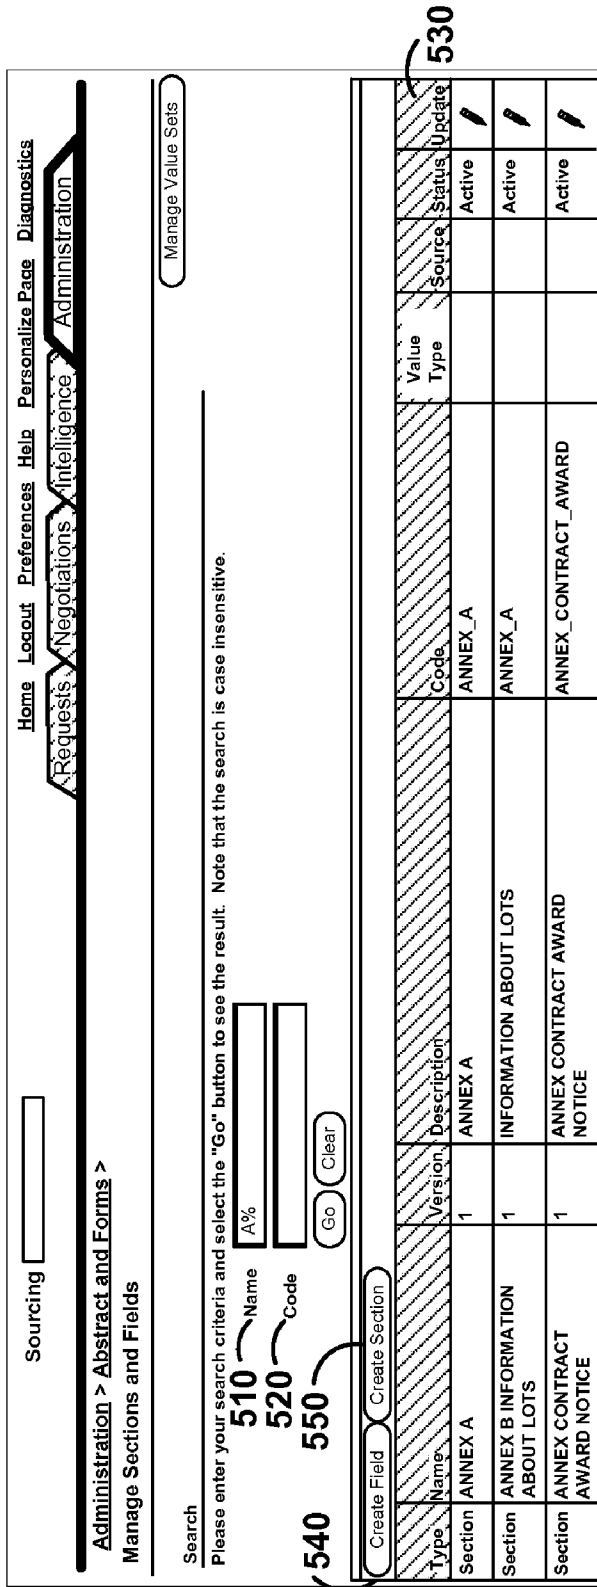 Home Logout Preferences Help Personalize Page Diagnostics
Sourcing
Requests Negotiations Intelligence Administration
Administration > Abstract and Forms >
Manage Sections and Fields
Manage Value Sets
Search
Please enter your search criteria and select the "Go" button to see the result. Note that the search is case insensitive.
510 Name A%
520 Code
Go Clear
540 550
Create Field Create Section
530
Type Name Version Description Code Value Type Source Status Update
Section ANNEX A 1 ANNEX A ANNEX_A Active
Section ANNEX B INFORMATION ABOUT LOTS 1 INFORMATION ABOUT LOTS ANNEX_A Active
Section ANNEX CONTRACT AWARD NOTICE 1 ANNEX CONTRACT AWARD NOTICE ANNEX_CONTRACT_AWARD Active